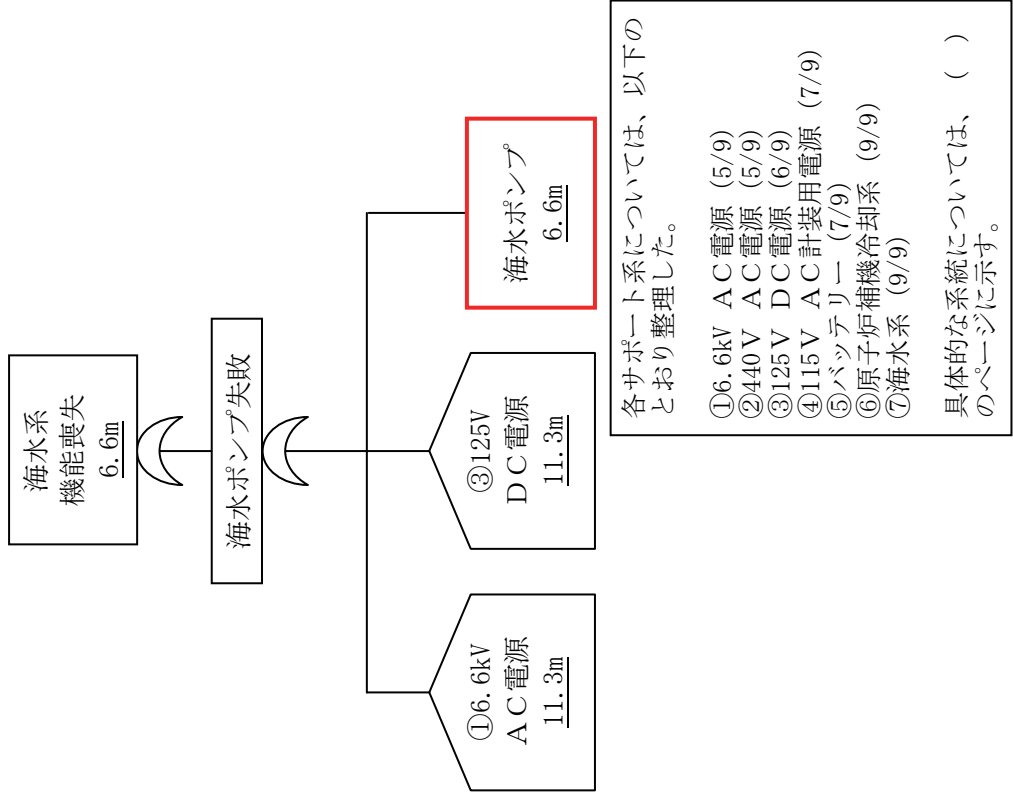 海水系
機能喪失
6.6m
海水ポンプ失敗
①6.6kV
ＡＣ電源
11.3m
③125V
ＤＣ電源
11.3m
海水ポンプ
6.6m
各サポート系については、以下の
とおり整理した。
①6.6kV ＡＣ電源 (5/9)
②440V ＡＣ電源 (5/9)
③125V ＤＣ電源 (6/9)
④115V ＡＣ計装用電源 (7/9)
⑤バッテリー (7/9)
⑥原子炉補機冷却系 (9/9)
⑦海水系 (9/9)
具体的な系統については、 ( )
のページに示す。